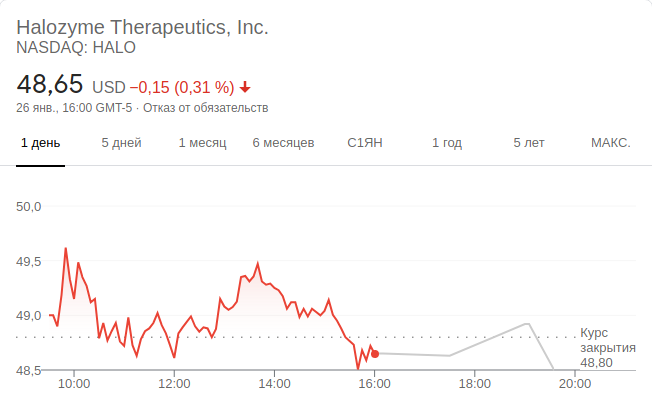 Halozyme Therapeutics, Inc.
NASDAQ: HALO
48,65 USD −0,15 (0,31 %)
26 янв., 16:00 GMT-5 · Отказ от обязательств
1 день 5 дней 1 месяц 6 месяцев С1ЯН 1 год 5 лет МАКС.
50,0
49,5
49,0
Курс
закрытия
48,80
48,5
10:00 12:00 14:00 16:00 18:00 20:00